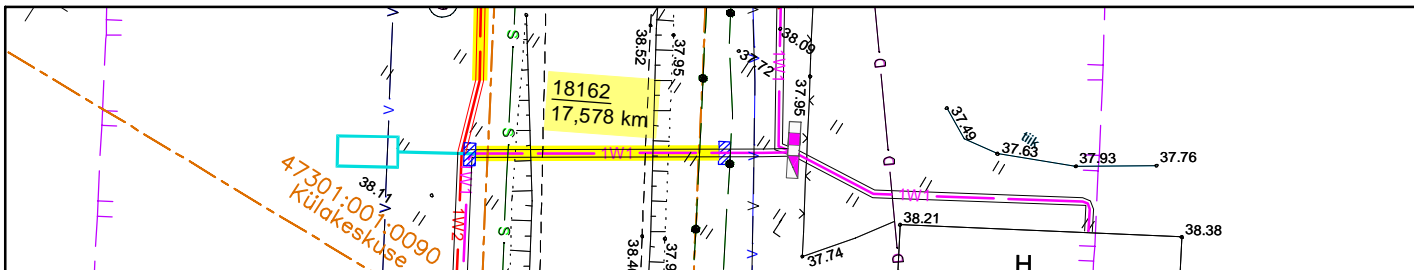 V
S
38.52
37.95
37.72
38.09
1W1
37.95
D
18162
17,578 km
V
S
1W1
D
37.49
tiik
37.63
37.93
37.76
47301:001:0090
Külakeskuse
38.11
V
1W1
1W2
S
V
V
1W1
38.21
38.38
37.74
D
H